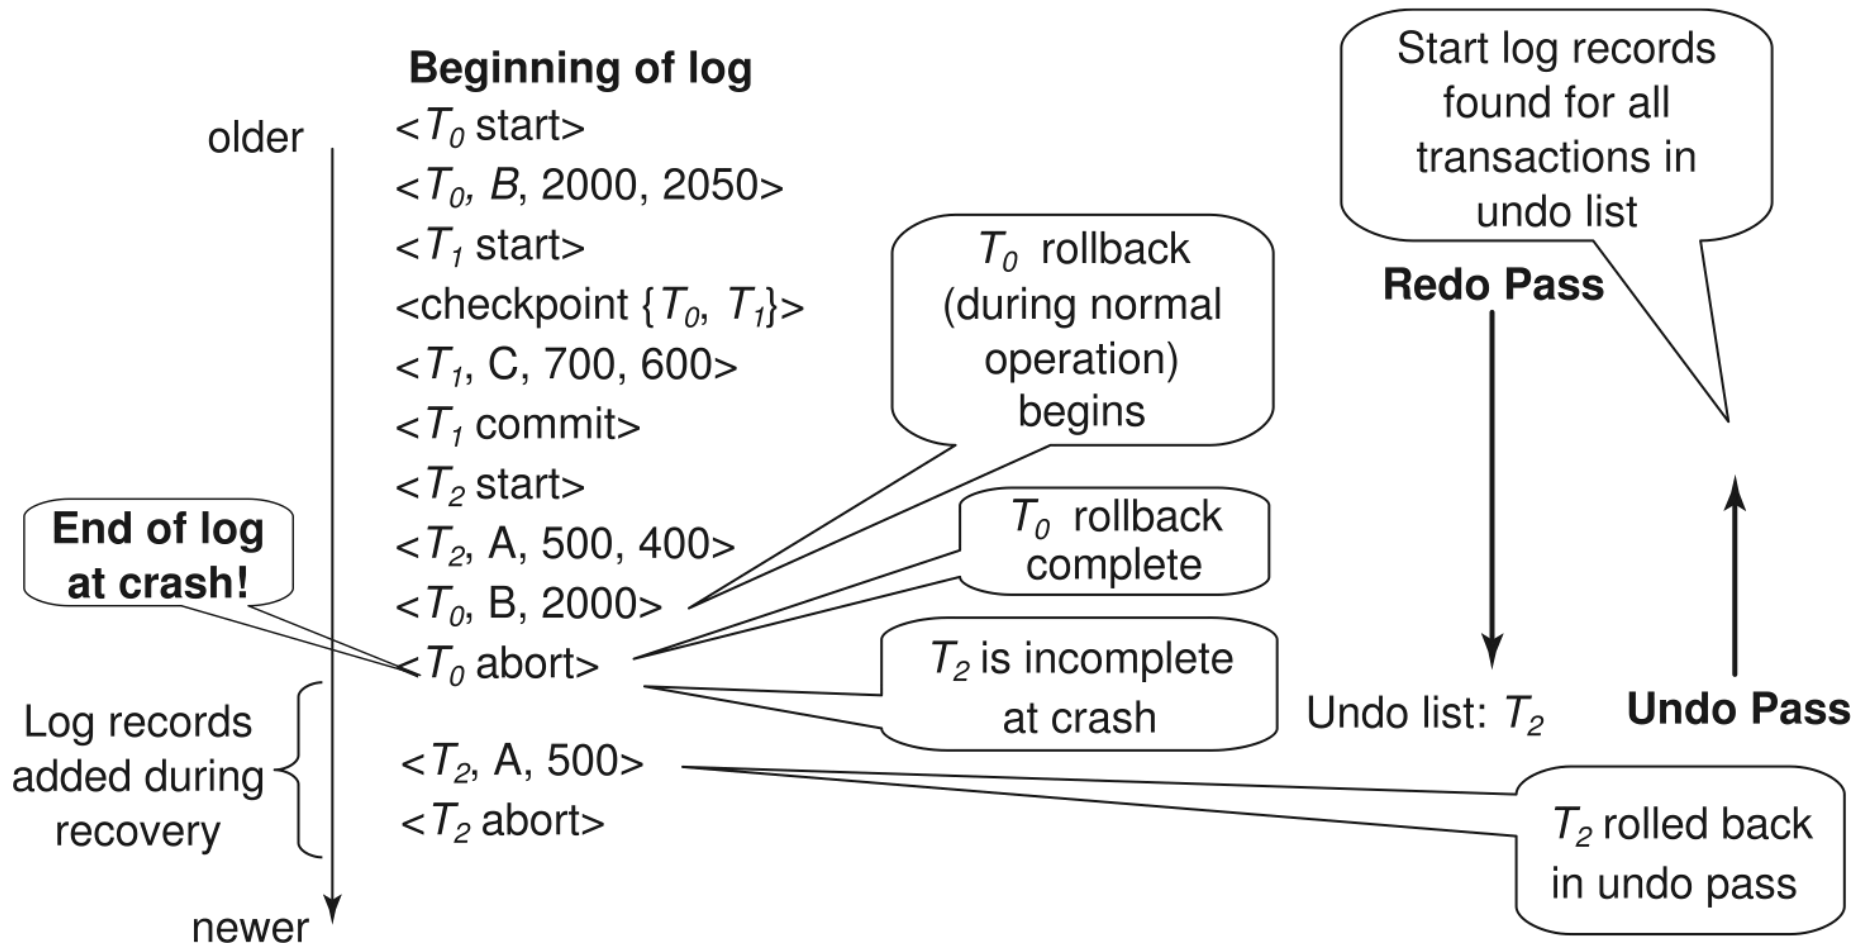 Beginning of log
older
<T₀ start>
<T₀, B, 2000, 2050>
<T₁ start>
<checkpoint {T₀, T₁}>
<T₁, C, 700, 600>
<T₁ commit>
<T₂ start>
<T₂, A, 500, 400>
<T₀, B, 2000>
<T₀ abort>
<T₂, A, 500>
<T₂ abort>
newer
End of log
at crash!
Log records
added during
recovery
T₀ rollback
(during normal
operation)
begins
T₀ rollback
complete
T₂ is incomplete
at crash
Start log records
found for all
transactions in
undo list
Redo Pass
Undo list: T₂
Undo Pass
T₂ rolled back
in undo pass